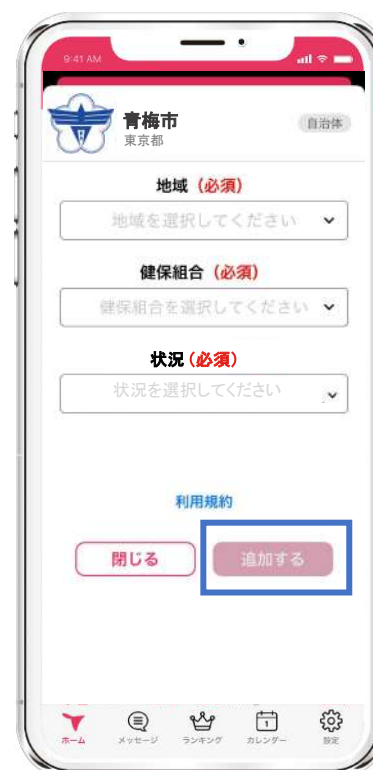 9:41 AM
青梅市
自治体
東京都
地域（必須）
地域を選択してください
健保組合（必須）
健保組合を選択してください
状況（必須）
状況を選択してください
利用規約
閉じる
追加する
ホーム
メッセージ
ランキング
カレンダー
設定